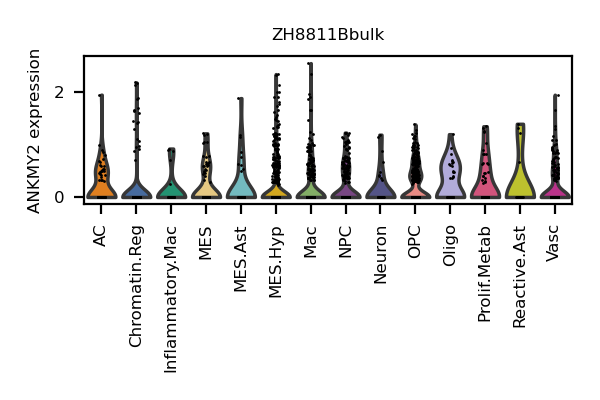 ZH8811Bbulk
ANKMY2 expression
2
0
AC
Chromatin.Reg
Inflammatory.Mac
MES
MES.Ast
MES.Hyp
Mac
NPC
Neuron
OPC
Oligo
Prolif.Metab
Reactive.Ast
Vasc